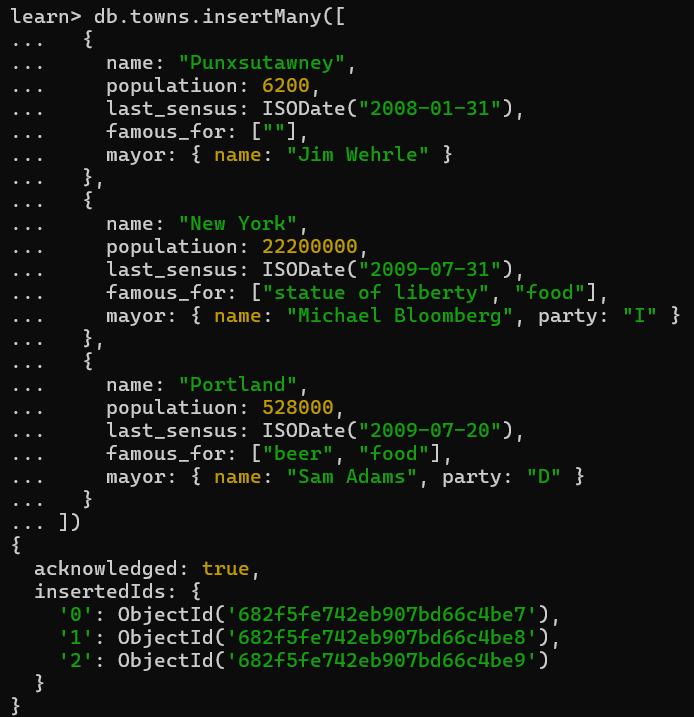 learn> db.towns.insertMany([
...   {
...     name: "Punxsutawney",
...     populatiuon: 6200,
...     last_sensus: ISODate("2008-01-31"),
...     famous_for: [""],
...     mayor: { name: "Jim Wehrle" }
...   },
...   {
...     name: "New York",
...     populatiuon: 22200000,
...     last_sensus: ISODate("2009-07-31"),
...     famous_for: ["statue of liberty", "food"],
...     mayor: { name: "Michael Bloomberg", party: "I" }
...   },
...   {
...     name: "Portland",
...     populatiuon: 528000,
...     last_sensus: ISODate("2009-07-20"),
...     famous_for: ["beer", "food"],
...     mayor: { name: "Sam Adams", party: "D" }
...   }
... ])
{
  acknowledged: true,
  insertedIds: {
    '0': ObjectId('682f5fe742eb907bd66c4be7'),
    '1': ObjectId('682f5fe742eb907bd66c4be8'),
    '2': ObjectId('682f5fe742eb907bd66c4be9')
  }
}